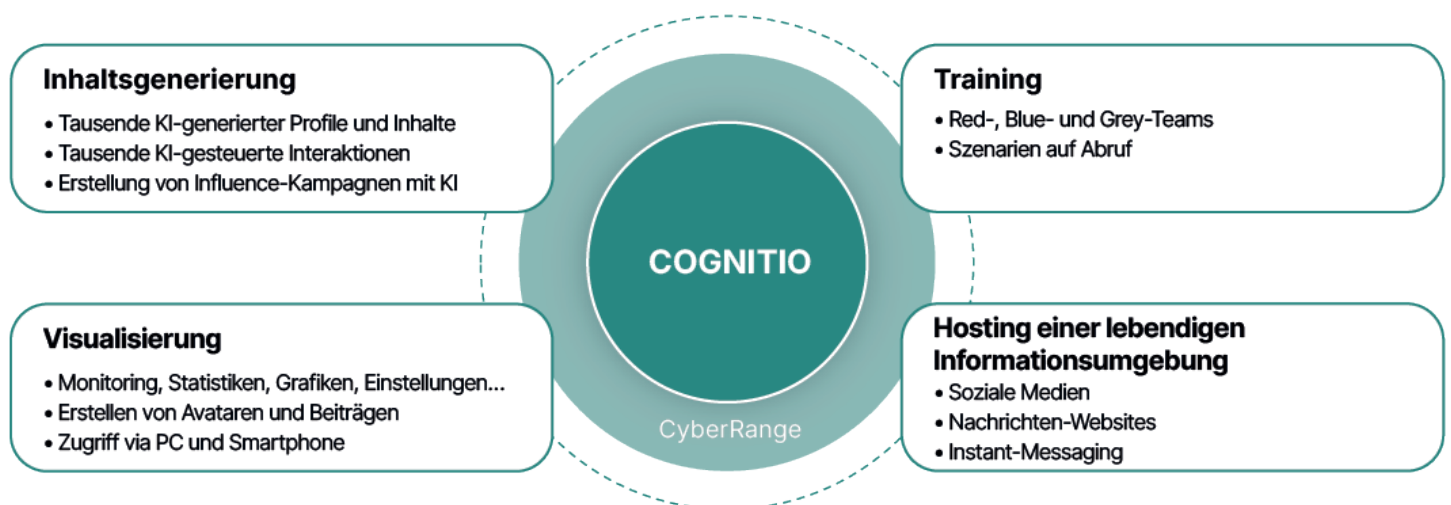 Inhaltsgenerierung
• Tausende KI-generierter Profile und Inhalte
• Tausende KI-gesteuerte Interaktionen
• Erstellung von Influence-Kampagnen mit KI
Training
• Red-, Blue- und Grey-Teams
• Szenarien auf Abruf
COGNITIO
CyberRange
Visualisierung
• Monitoring, Statistiken, Grafiken, Einstellungen...
• Erstellen von Avataren und Beiträgen
• Zugriff via PC und Smartphone
Hosting einer lebendigen
Informationsumgebung
• Soziale Medien
• Nachrichten-Websites
• Instant-Messaging